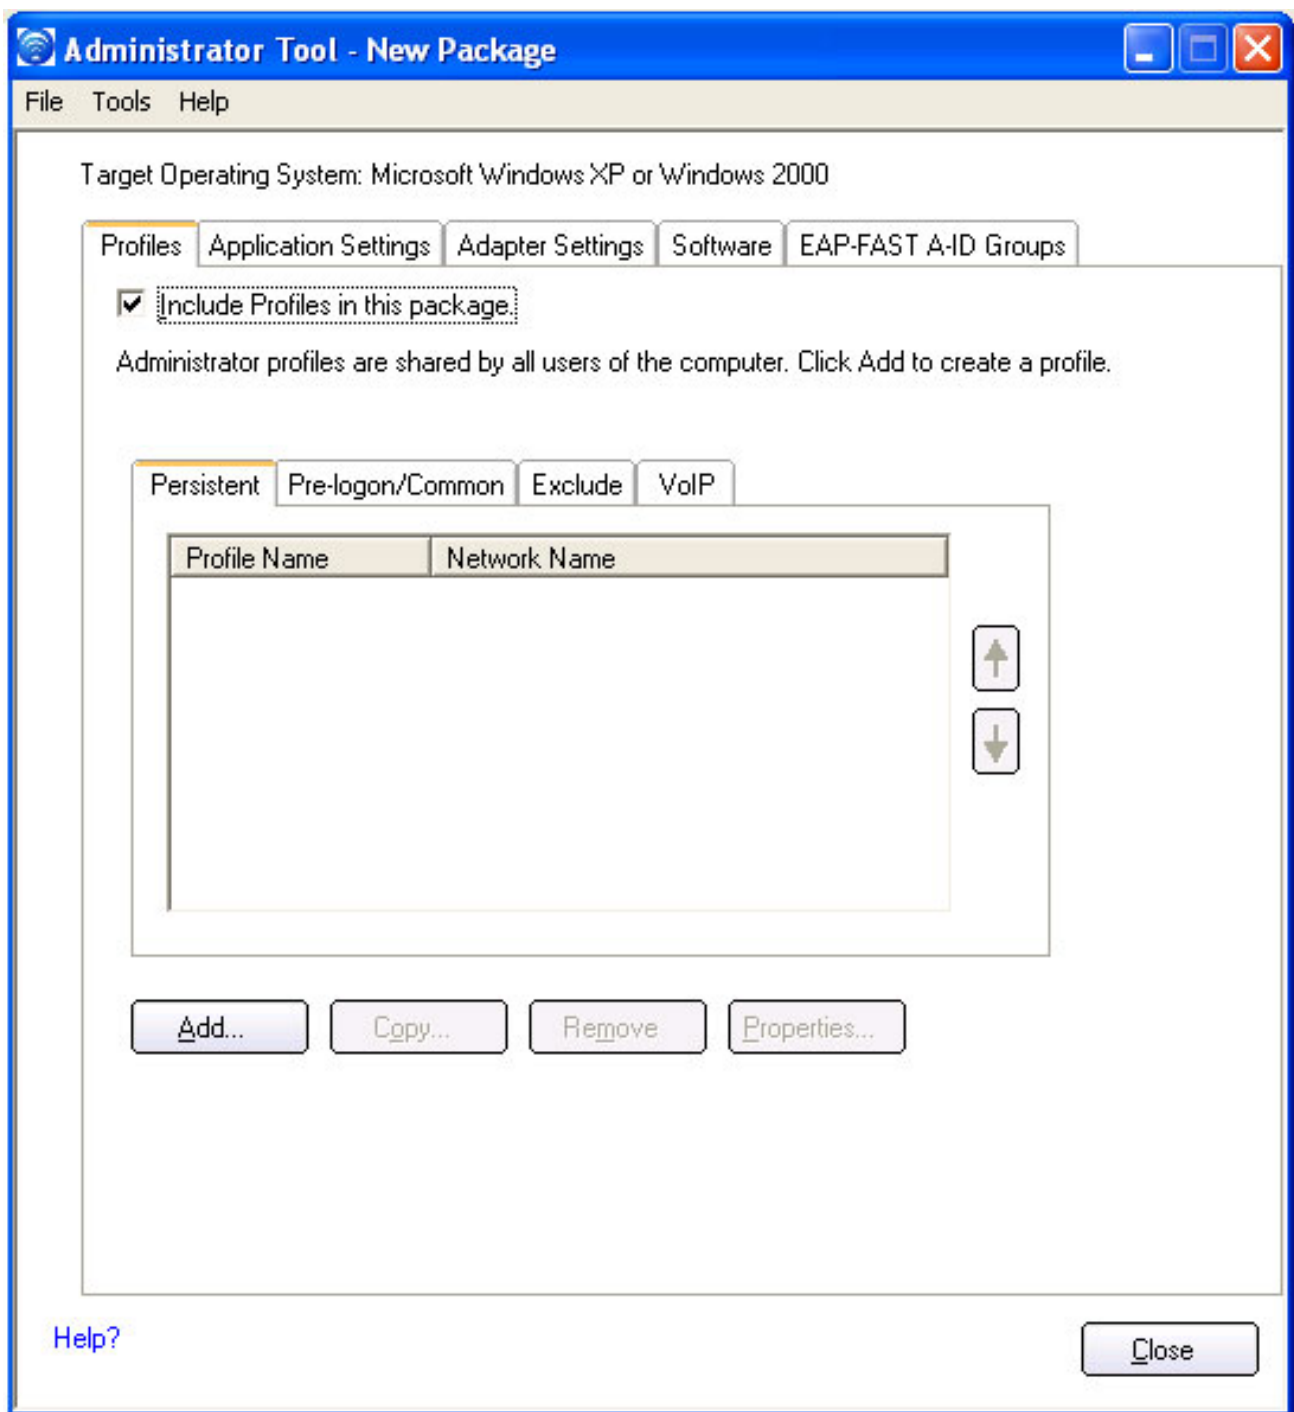 Administrator Tool - New Package
File Tools Help
Target Operating System: Microsoft Windows XP or Windows 2000
Profiles Application Settings Adapter Settings Software EAP-FAST A-ID Groups
Include Profiles in this package.
Administrator profiles are shared by all users of the computer. Click Add to create a profile.
Persistent Pre-logon/Common Exclude VoIP
Profile Name Network Name
Add... Copy... Remove Properties...
Help?
Close